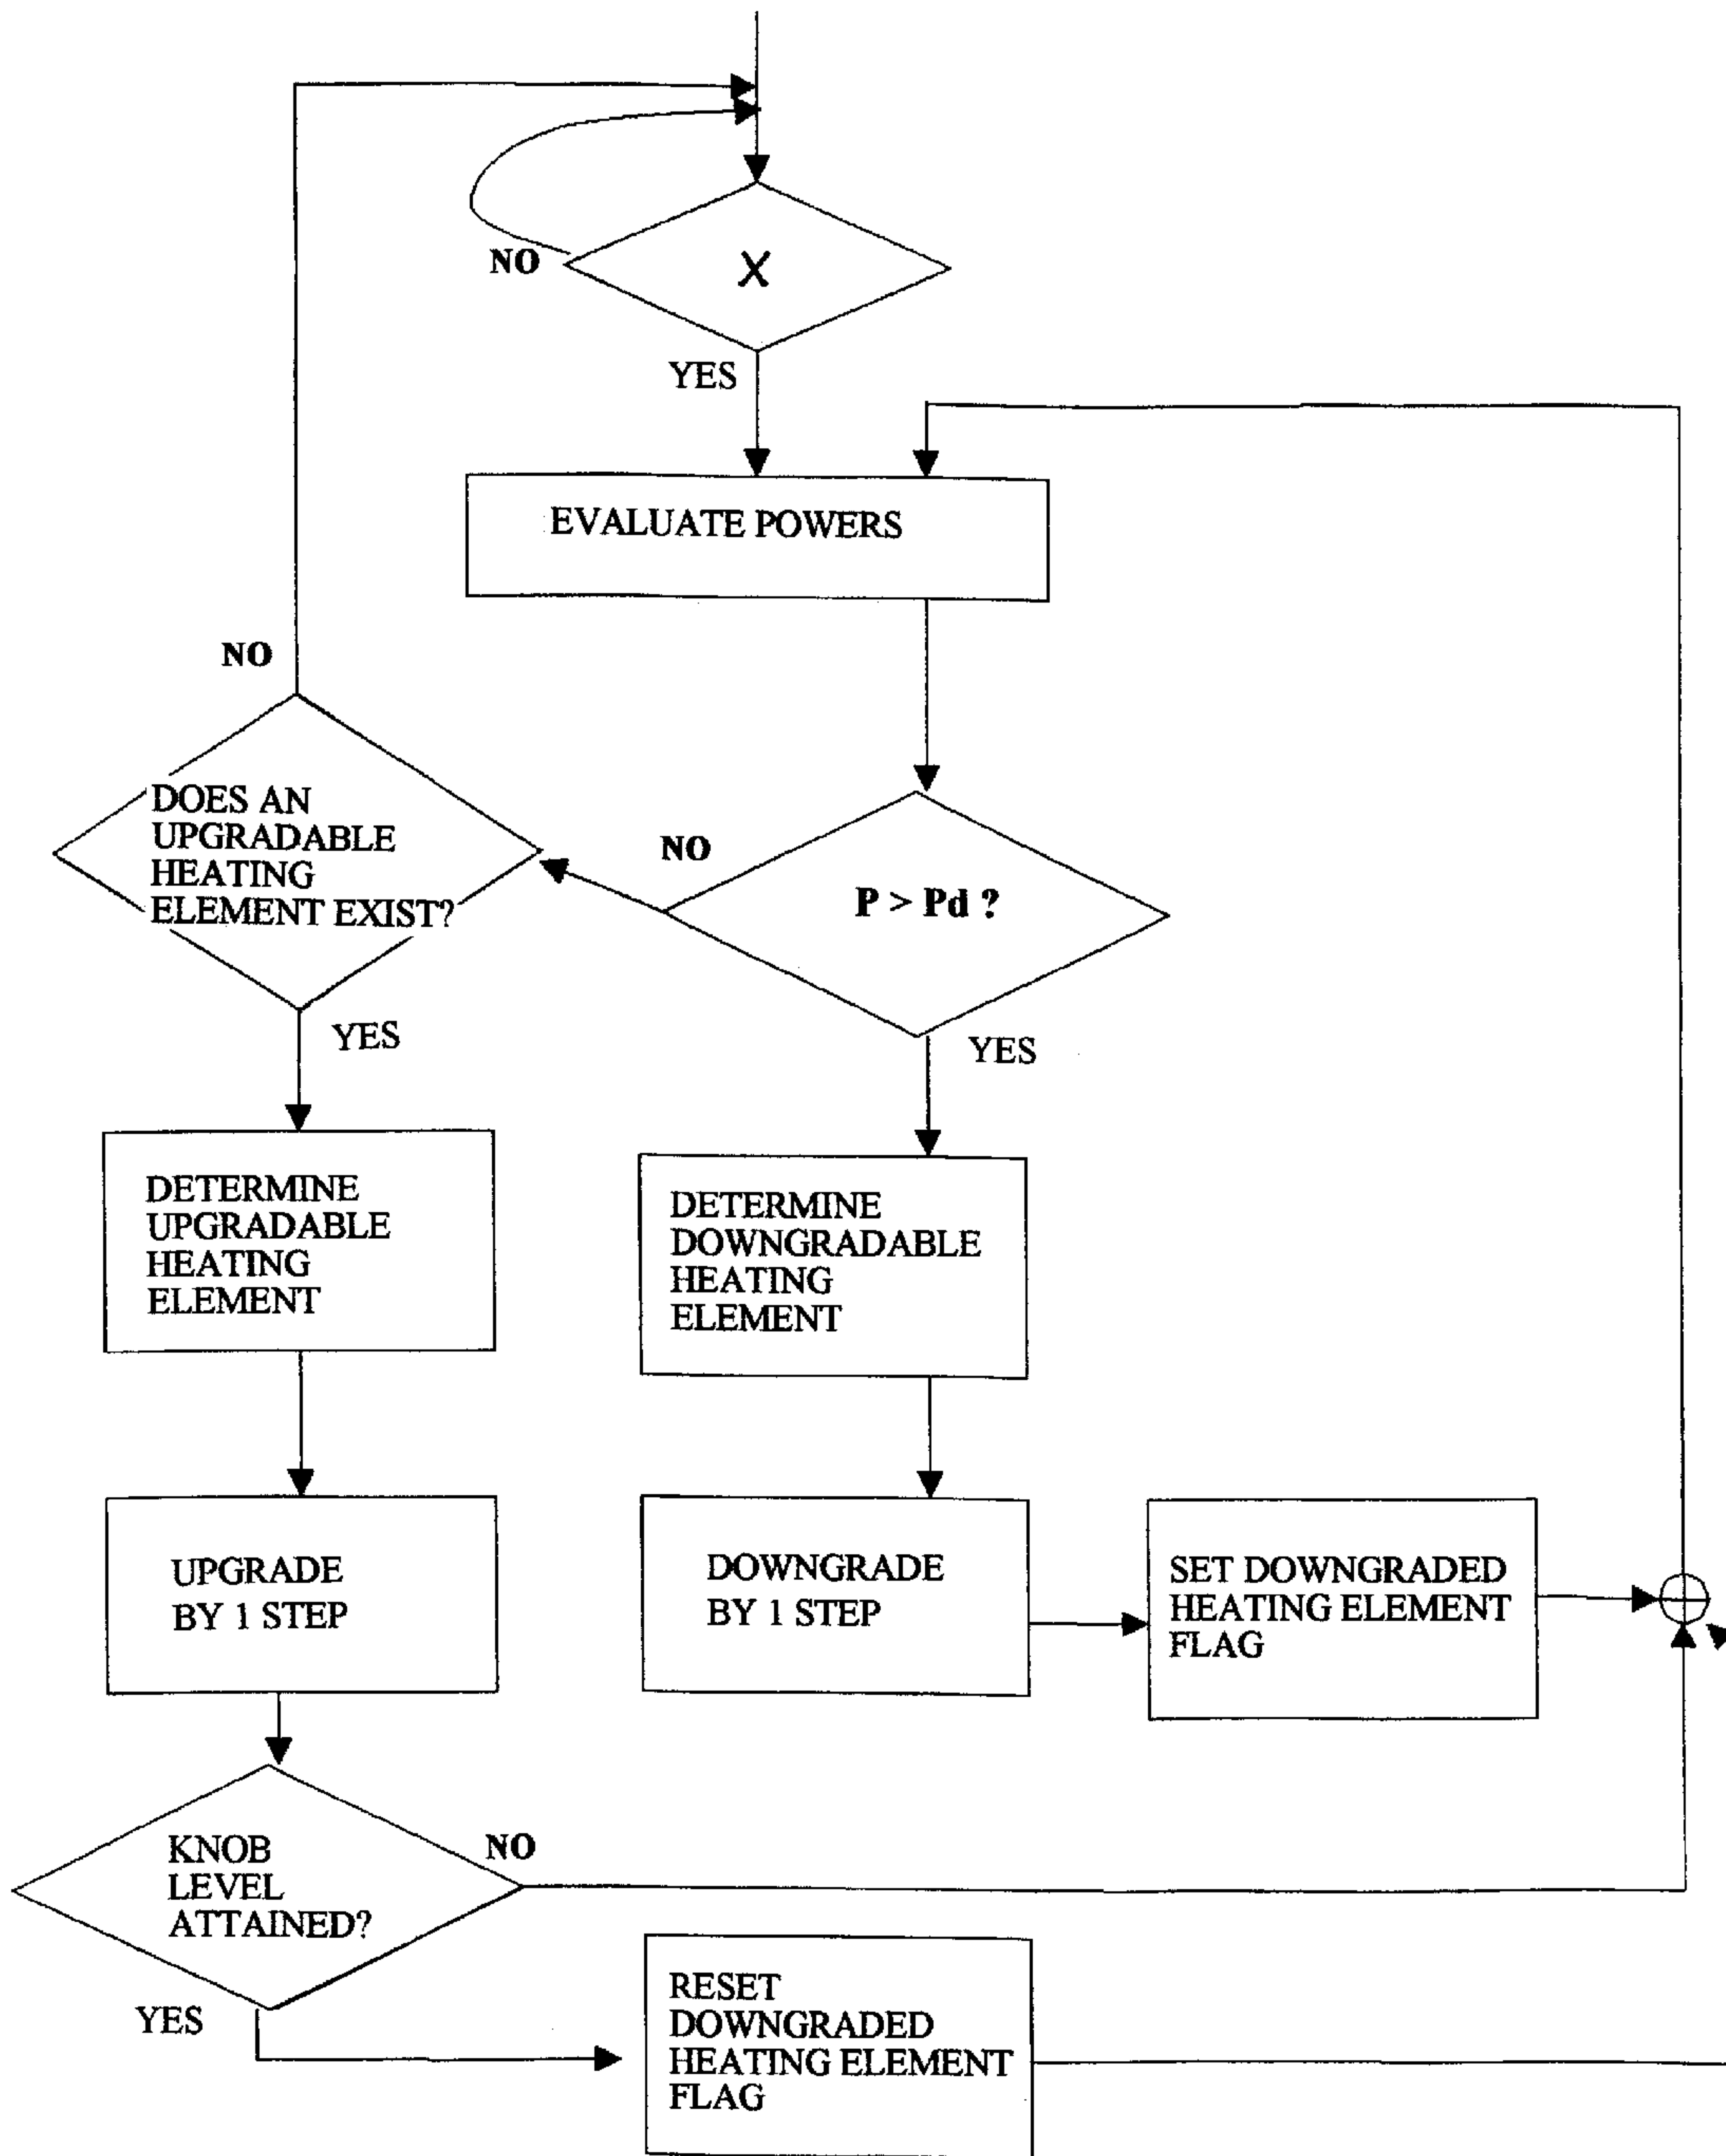 NO
X
YES
EVALUATE POWERS
NO
DOES AN
UPGRADABLE
HEATING
ELEMENT EXIST?
NO
P > Pd ?
YES
YES
DETERMINE
UPGRADABLE
HEATING
ELEMENT
DETERMINE
DOWNGRADABLE
HEATING
ELEMENT
UPGRADE
BY 1 STEP
DOWNGRADE
BY 1 STEP
SET DOWNGRADED
HEATING ELEMENT
FLAG
KNOB
LEVEL
ATTAINED?
NO
YES
RESET
DOWNGRADED
HEATING ELEMENT
FLAG